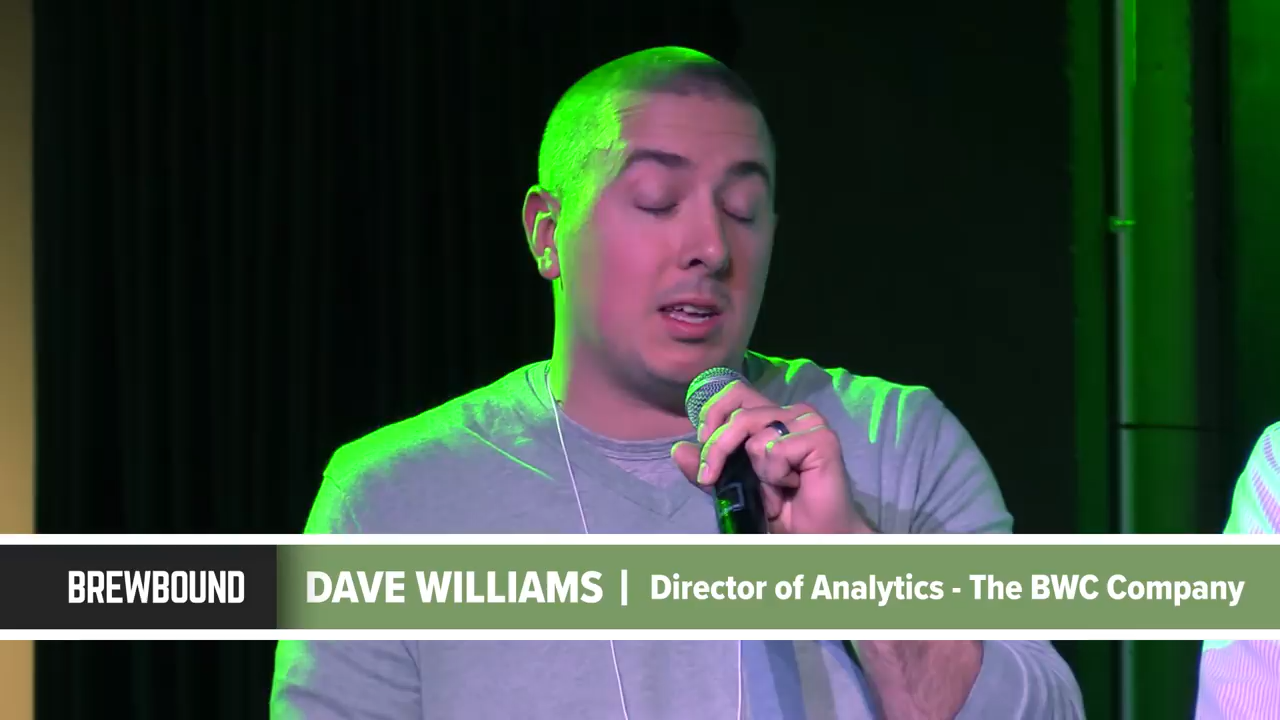 BREWBOUND
DAVE WILLIAMS | Director of Analytics - The BWC Company